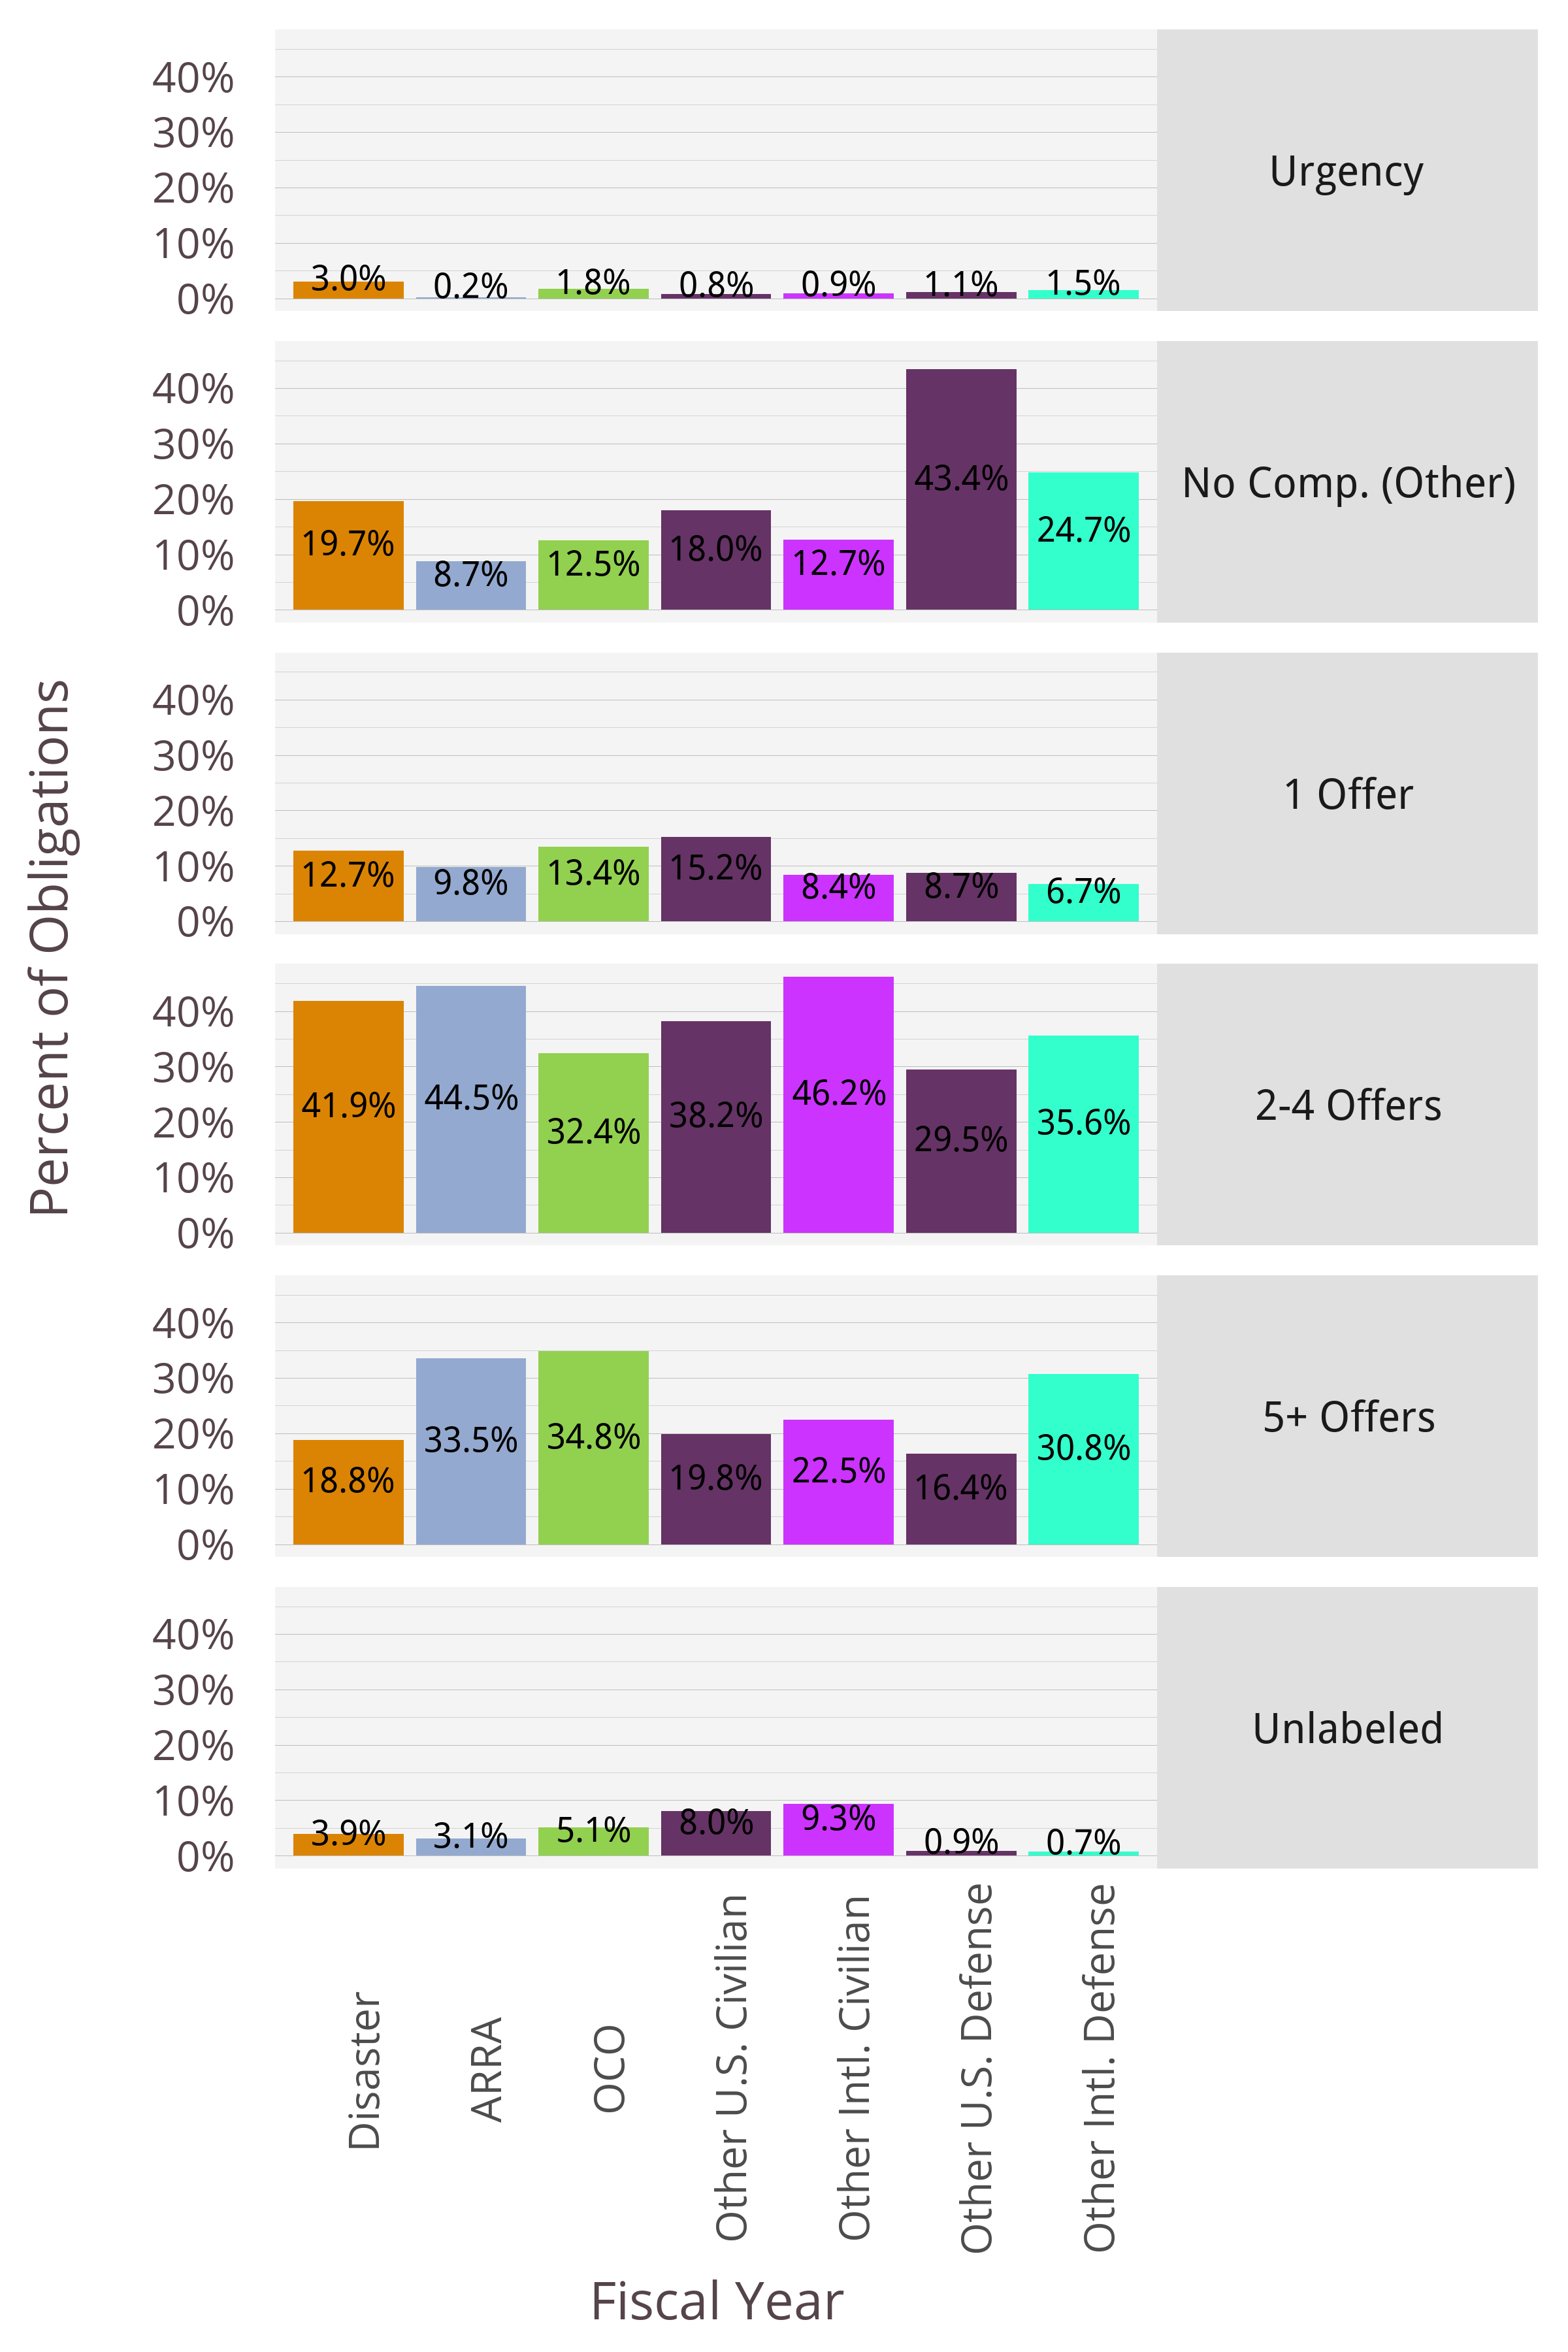 Percent of Obligations
40%
30%
20%
10%
0%
3.0% 0.2% 1.8% 0.8% 0.9% 1.1% 1.5%
Urgency
40%
30%
20%
10%
0%
19.7% 8.7% 12.5% 18.0% 12.7% 43.4% 24.7%
No Comp. (Other)
40%
30%
20%
10%
0%
12.7% 9.8% 13.4% 15.2% 8.4% 8.7% 6.7%
1 Offer
40%
30%
20%
10%
0%
41.9% 44.5% 32.4% 38.2% 46.2% 29.5% 35.6%
2-4 Offers
40%
30%
20%
10%
0%
18.8% 33.5% 34.8% 19.8% 22.5% 16.4% 30.8%
5+ Offers
40%
30%
20%
10%
0%
3.9% 3.1% 5.1% 8.0% 9.3% 0.9% 0.7%
Unlabeled
Disaster
ARRA
OCO
Other U.S. Civilian
Other Intl. Civilian
Other U.S. Defense
Other Intl. Defense
Fiscal Year